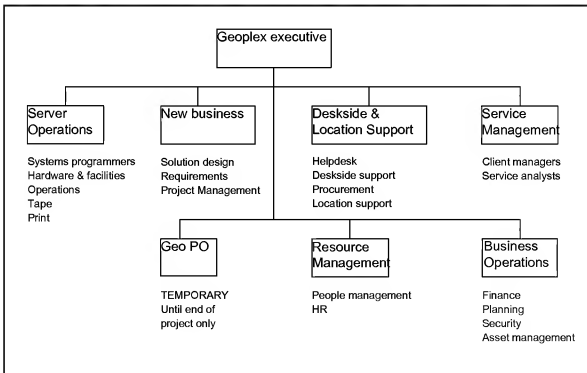 Geoplex executive
Server
Operations
New business
Deskside &
Location Support
Service
Management
Systems programmers
Hardware & facilities
Operations
Tape
Print
Solution design
Requirements
Project Management
Helpdesk
Deskside support
Procurement
Location support
Client managers
Service analysts
Geo PO
Resource
Management
Business
Operations
TEMPORARY
Until end of
project only
People management
HR
Finance
Planning
Security
Asset management